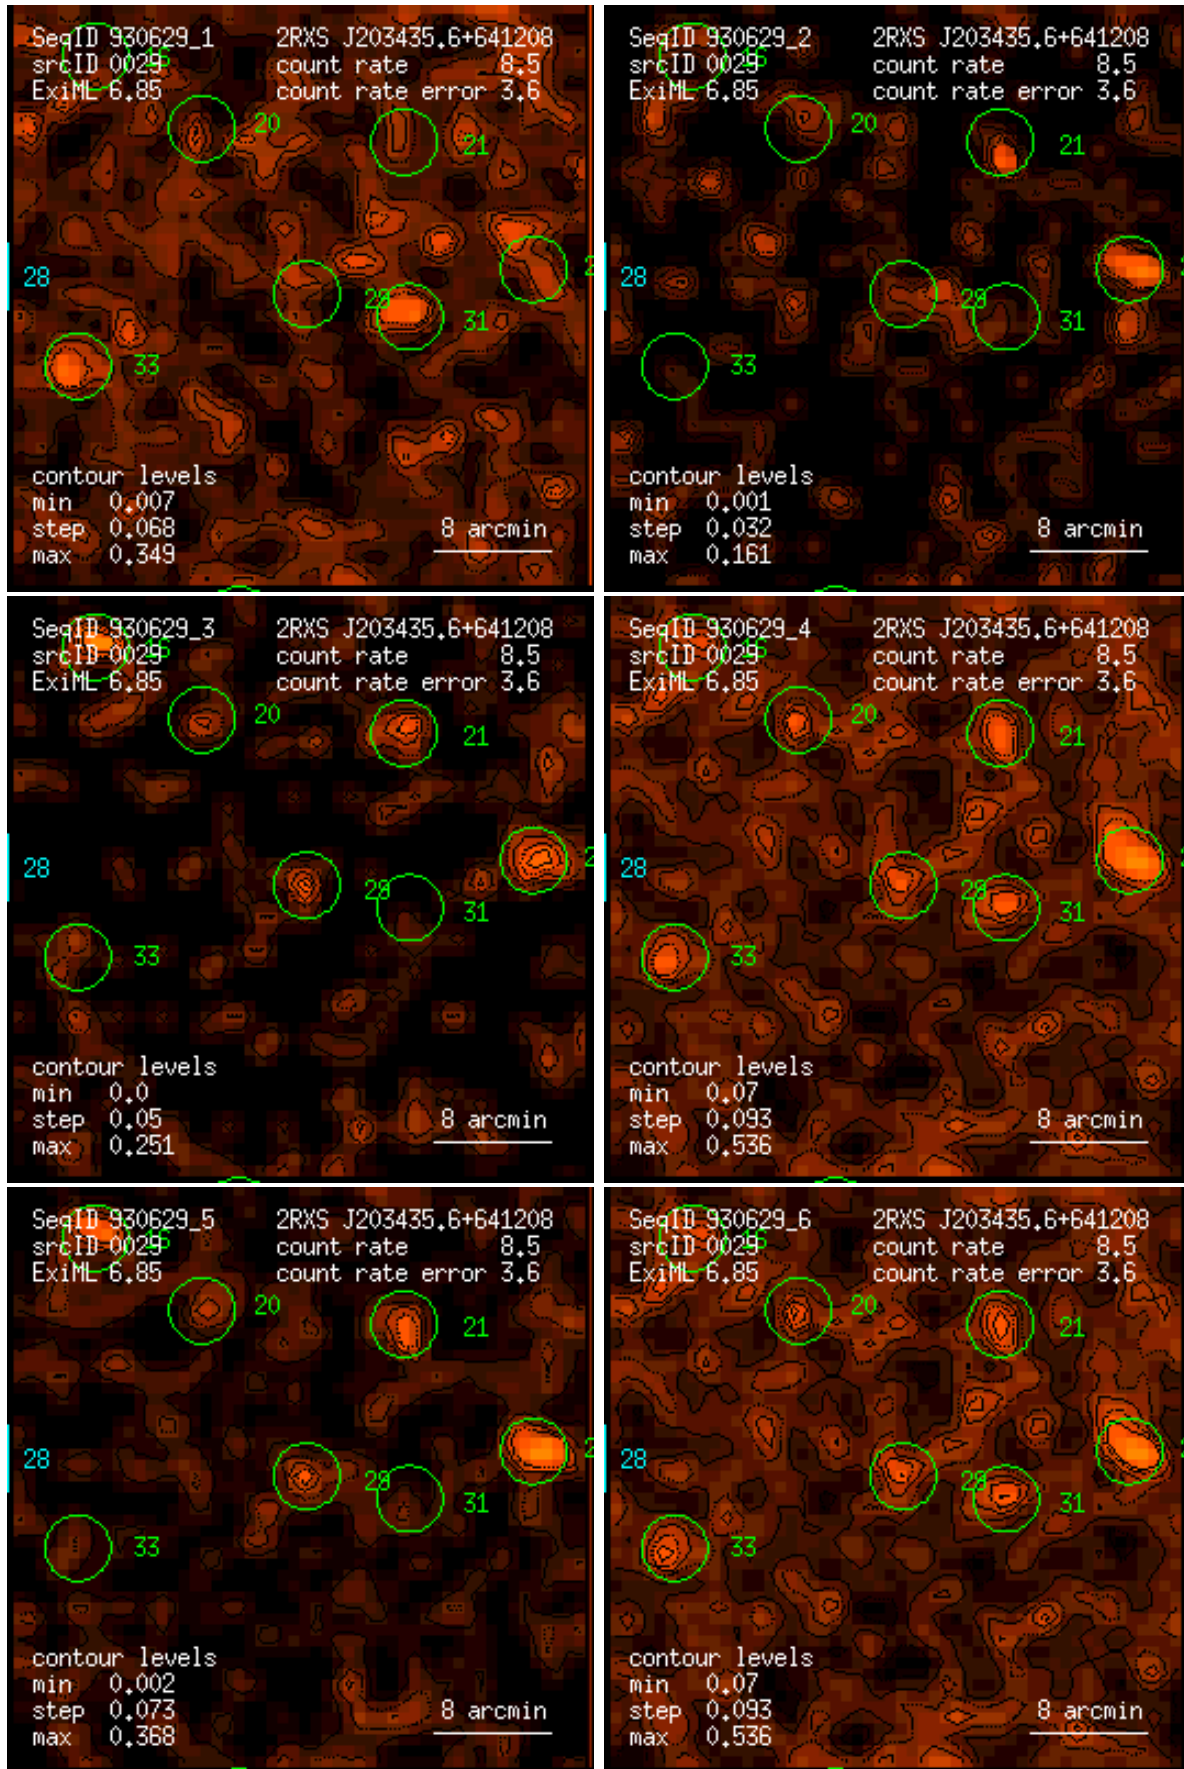 SeqID 930629_1 2RXS J203435.6+641208
srcID 0029 16 count rate 8.5
ExiML 6.85 count rate error 3.6
20
21
28
29
31
33
contour levels
min 0.007
step 0.068
max 0.349
8 arcmin
SeqID 930629_2 2RXS J203435.6+641208
srcID 0029 count rate 8.5
ExiML 6.85 count rate error 3.6
20
21
28
29
31
33
contour levels
min 0.001
step 0.032
max 0.161
8 arcmin
SeqID 930629_3 2RXS J203435.6+641208
srcID 0029 16 count rate 8.5
ExiML 6.85 count rate error 3.6
20
21
28
29
31
33
contour levels
min 0.0
step 0.05
max 0.251
8 arcmin
SeqID 930629_4 2RXS J203435.6+641208
srcID 0029 count rate 8.5
ExiML 6.85 count rate error 3.6
20
21
28
29
31
33
contour levels
min 0.07
step 0.093
max 0.536
8 arcmin
SeqID 930629_5 2RXS J203435.6+641208
srcID 0029 16 count rate 8.5
ExiML 6.85 count rate error 3.6
20
21
28
29
31
33
contour levels
min 0.002
step 0.073
max 0.368
8 arcmin
SeqID 930629_6 2RXS J203435.6+641208
srcID 0029 count rate 8.5
ExiML 6.85 count rate error 3.6
20
21
28
29
31
33
contour levels
min 0.07
step 0.093
max 0.536
8 arcmin